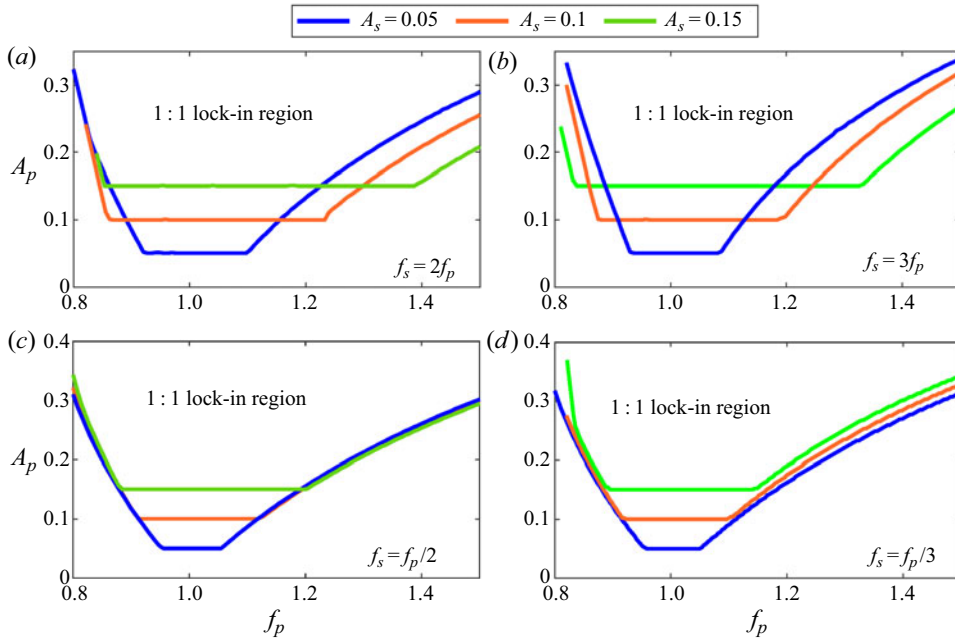 A_s = 0.05 A_s = 0.1 A_s = 0.15
(a)
0.3
0.2
0.1
0
A_p
1 : 1 lock-in region
f_s = 2f_p
0.8 1.0 1.2 1.4
(b)
0.3
0.2
0.1
0
1 : 1 lock-in region
f_s = 3f_p
0.8 1.0 1.2 1.4
(c)
0.4
0.3
0.2
0.1
0
A_p
1 : 1 lock-in region
f_s = f_p/2
0.8 1.0 1.2 1.4
f_p
(d)
0.4
0.3
0.2
0.1
0
1 : 1 lock-in region
f_s = f_p/3
0.8 1.0 1.2 1.4
f_p